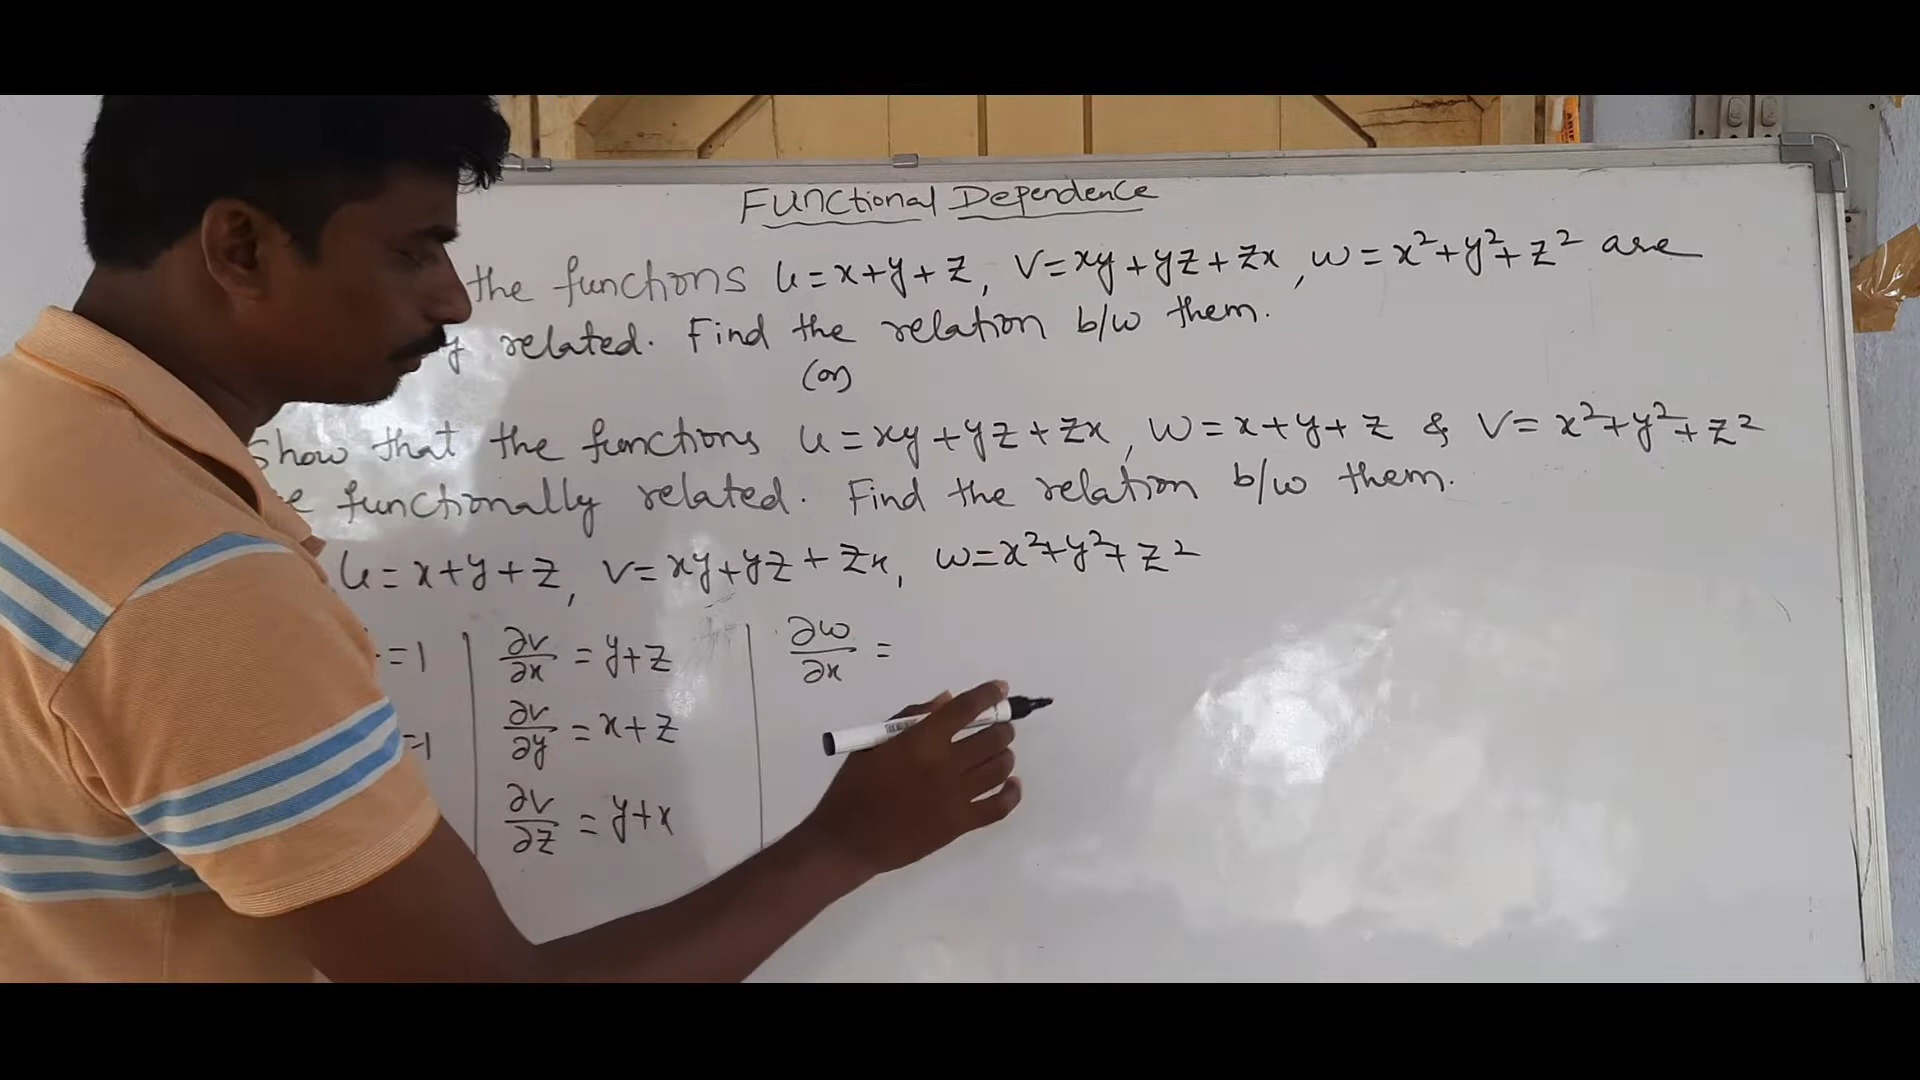 Functional Dependence
the functions u=x+y+z, v=xy+yz+zx, w=x²+y²+z² are
y related. Find the relation b/w them.
(or)
Show that the functions u=xy+yz+zx, w=x+y+z & v=x²+y²+z²
e functionally related. Find the relation b/w them.
u=x+y+z, v=xy+yz+zx, w=x²+y²+z²
=1 ∂v/∂x = y+z ∂w/∂x =
=1 ∂v/∂y = x+z
∂v/∂z = y+x